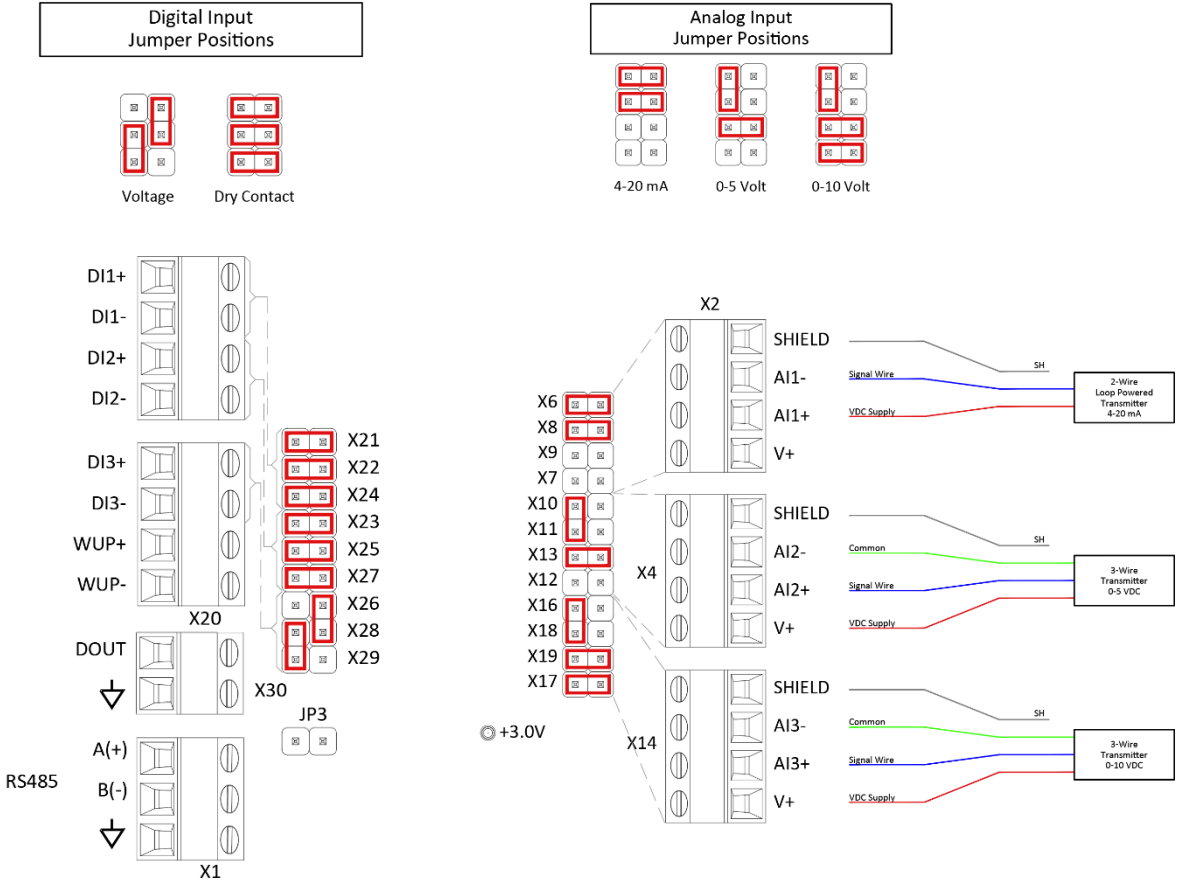 Digital Input
Jumper Positions
Analog Input
Jumper Positions
Voltage
Dry Contact
4-20 mA
0-5 Volt
0-10 Volt
DI1+
DI1-
DI2+
DI2-
DI3+
DI3-
WUP+
WUP-
X20
DOUT
X30
RS485
A(+)
B(-)
X1
X21
X22
X24
X23
X25
X27
X26
X28
X29
JP3
X6
X8
X9
X7
X10
X11
X13
X12
X16
X18
X19
X17
+3.0V
X2
SHIELD
AI1-
AI1+
V+
SH
Signal Wire
VDC Supply
2-Wire
Loop Powered
Transmitter
4-20 mA
X4
SHIELD
AI2-
AI2+
V+
SH
Common
Signal Wire
VDC Supply
3-Wire
Transmitter
0-5 VDC
X14
SHIELD
AI3-
AI3+
V+
SH
Common
Signal Wire
VDC Supply
3-Wire
Transmitter
0-10 VDC